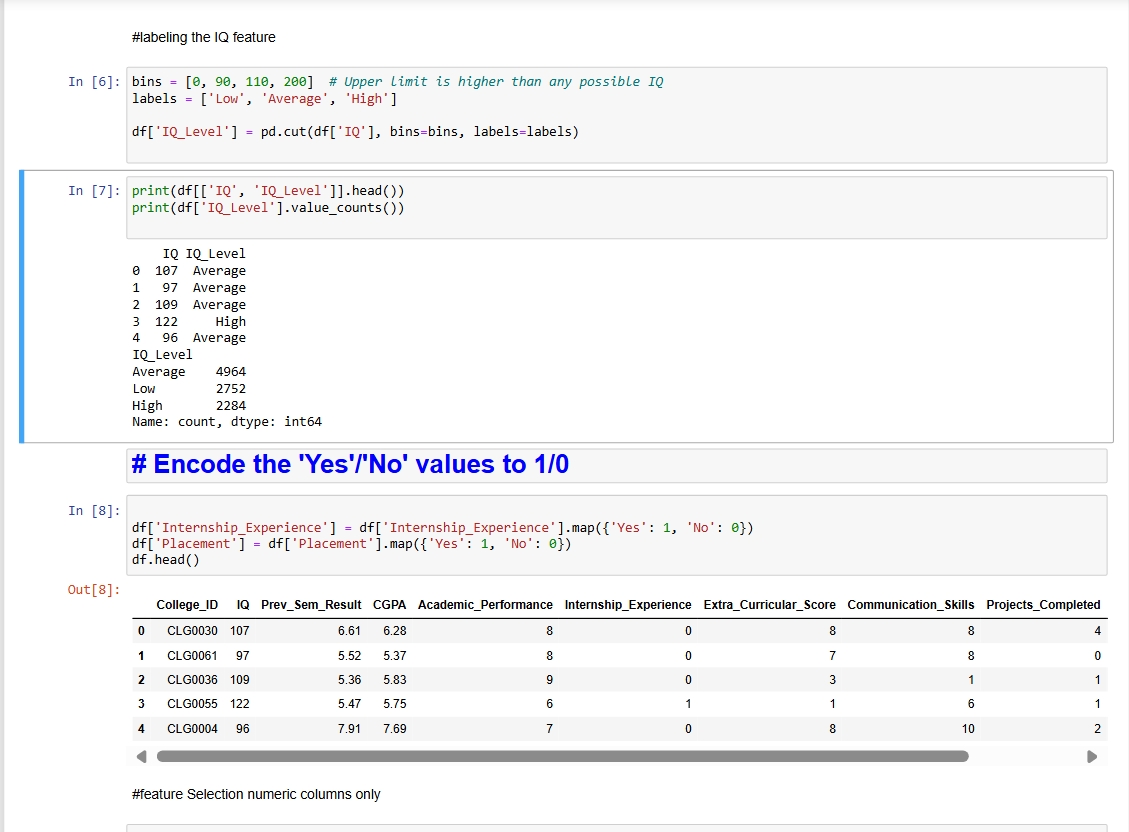 #labeling the IQ feature
In [6]: bins = [0, 90, 110, 200]  # Upper limit is higher than any possible IQ
labels = ['Low', 'Average', 'High']
df['IQ_Level'] = pd.cut(df['IQ'], bins=bins, labels=labels)
In [7]: print(df[['IQ', 'IQ_Level']].head())
print(df['IQ_Level'].value_counts())
IQ IQ_Level
0 107 Average
1 97 Average
2 109 Average
3 122 High
4 96 Average
IQ_Level
Average 4964
Low 2752
High 2284
Name: count, dtype: int64
# Encode the 'Yes'/'No' values to 1/0
In [8]:
df['Internship_Experience'] = df['Internship_Experience'].map({'Yes': 1, 'No': 0})
df['Placement'] = df['Placement'].map({'Yes': 1, 'No': 0})
df.head()
Out[8]:
College_ID IQ Prev_Sem_Result CGPA Academic_Performance Internship_Experience Extra_Curricular_Score Communication_Skills Projects_Completed
0 CLG0030 107 6.61 6.28 8 0 8 8 4
1 CLG0061 97 5.52 5.37 8 0 7 8 0
2 CLG0036 109 5.36 5.83 9 0 3 1 1
3 CLG0055 122 5.47 5.75 6 1 1 6 1
4 CLG0004 96 7.91 7.69 7 0 8 10 2
#feature Selection numeric columns only